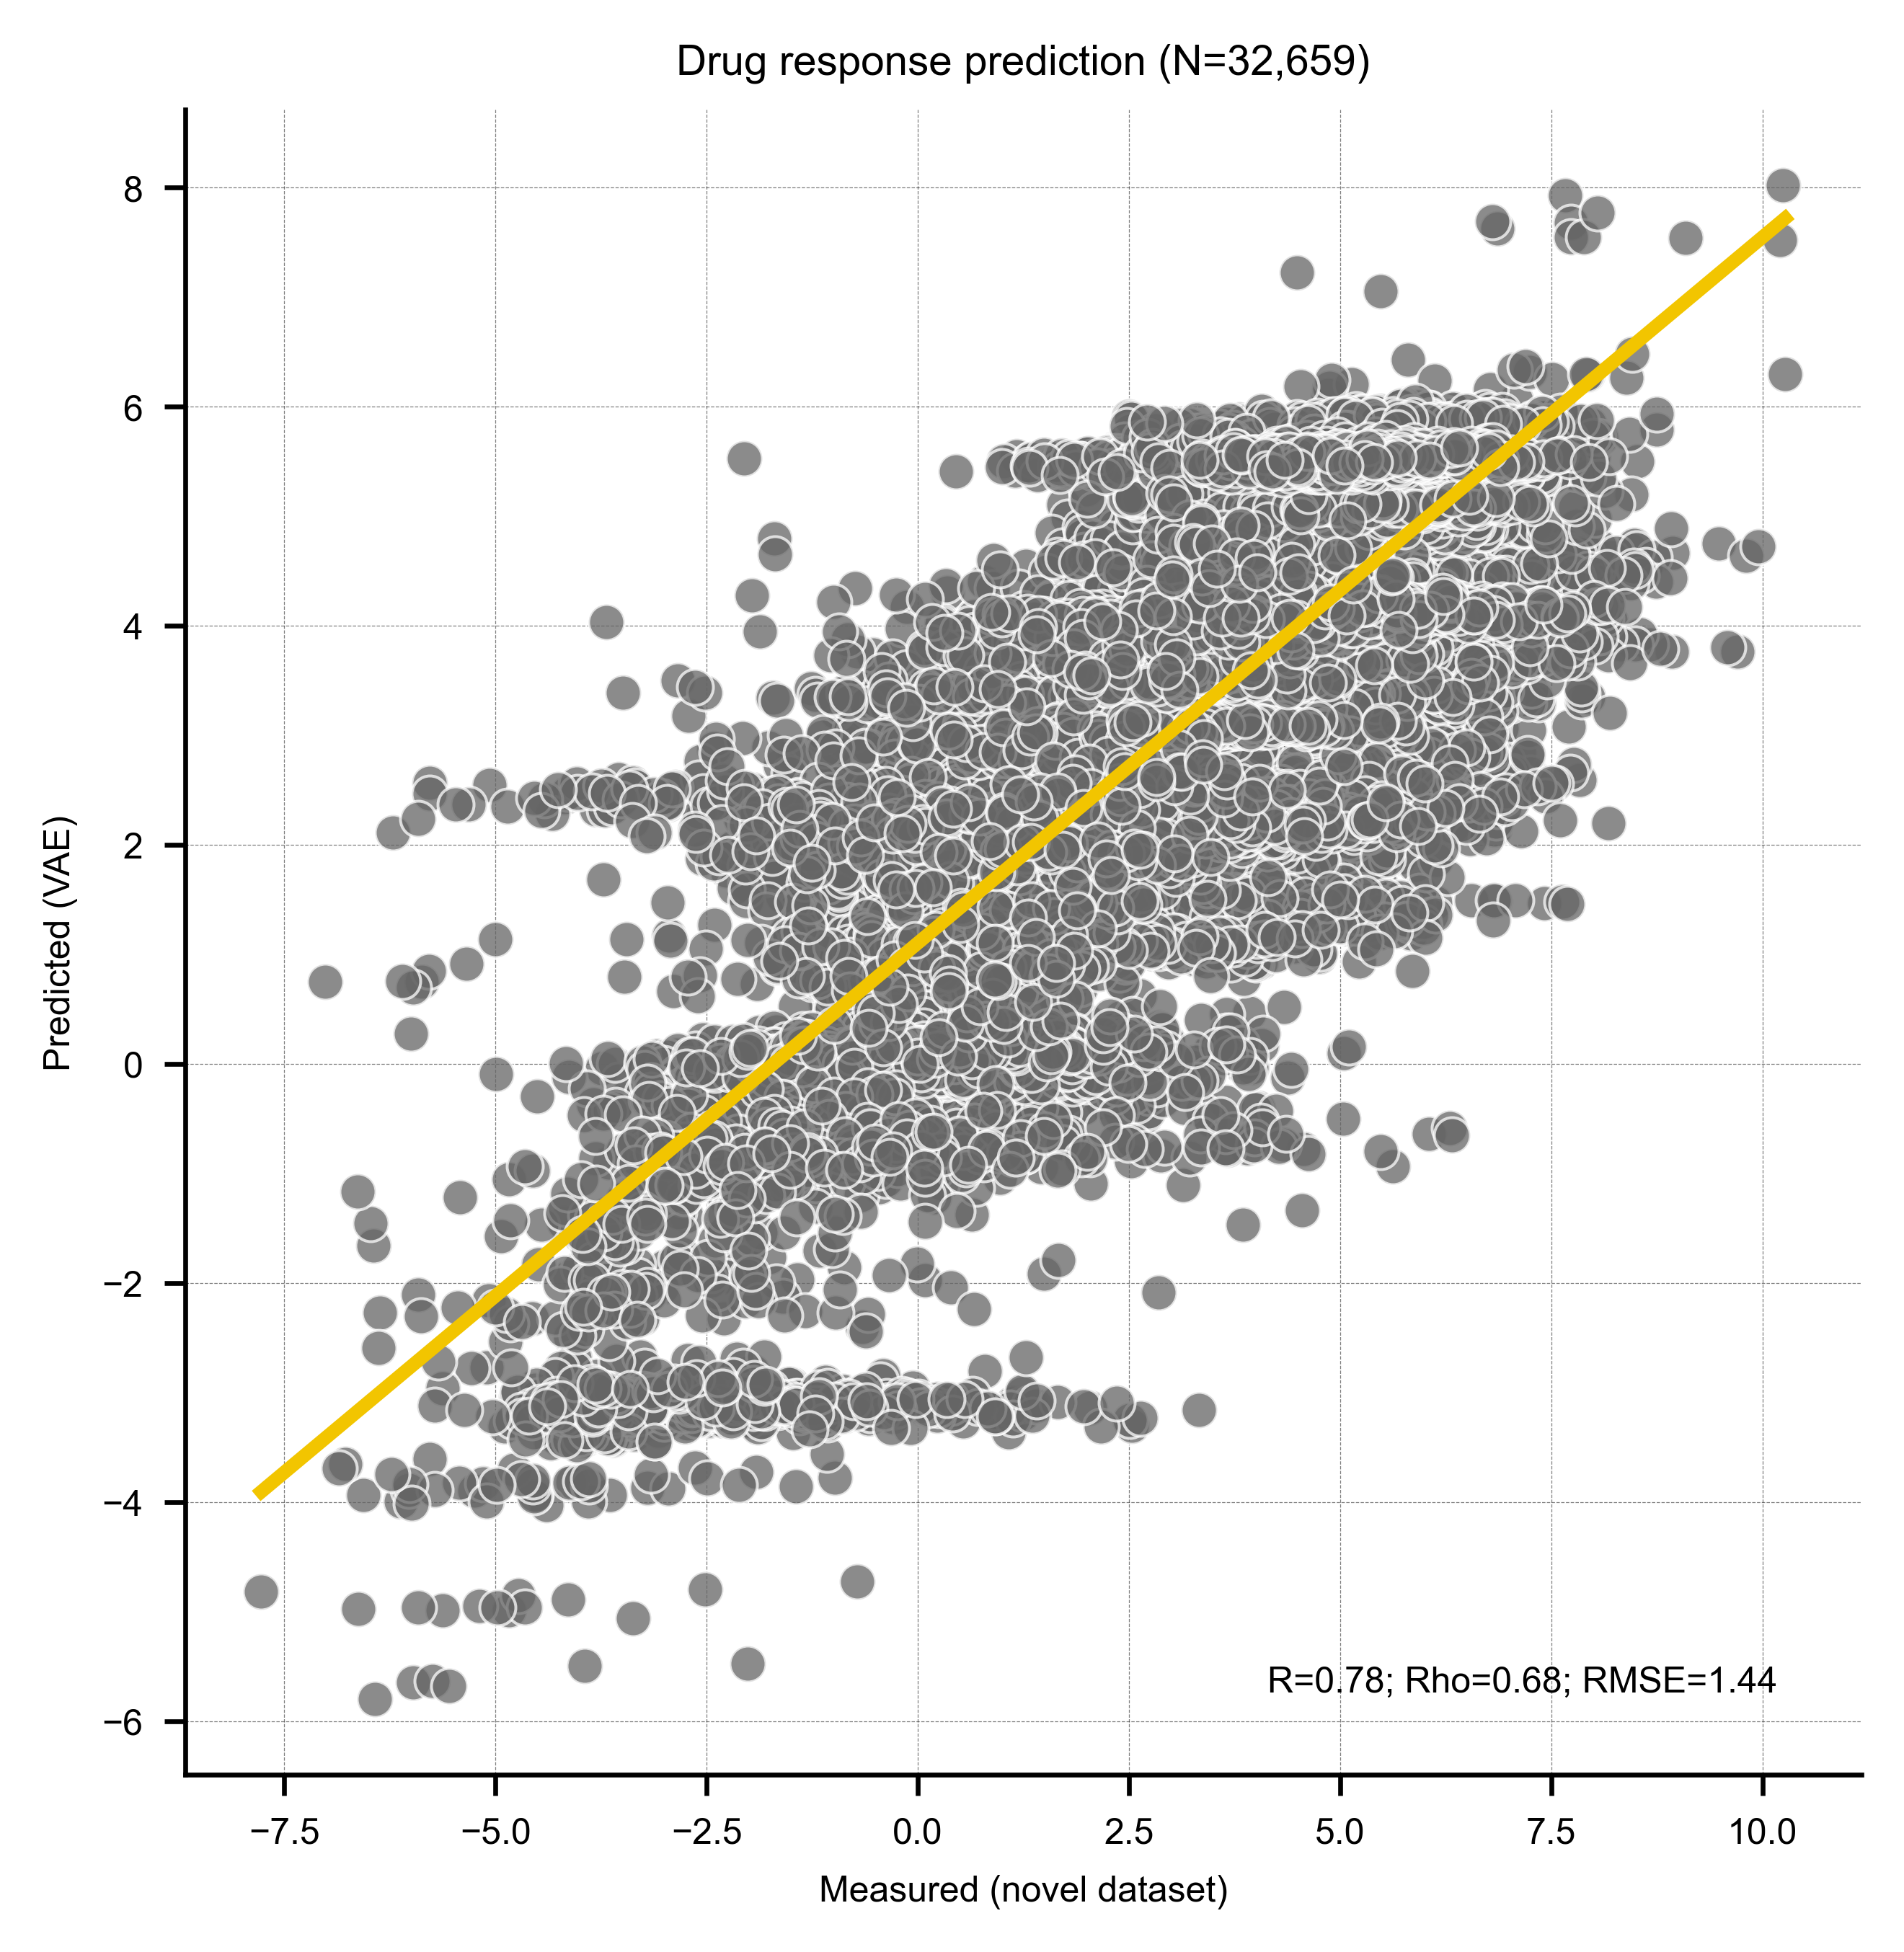 Drug response prediction (N=32,659)
8
6
4
2
0
−2
−4
−6
Predicted (VAE)
R=0.78; Rho=0.68; RMSE=1.44
−7.5 −5.0 −2.5 0.0 2.5 5.0 7.5 10.0
Measured (novel dataset)